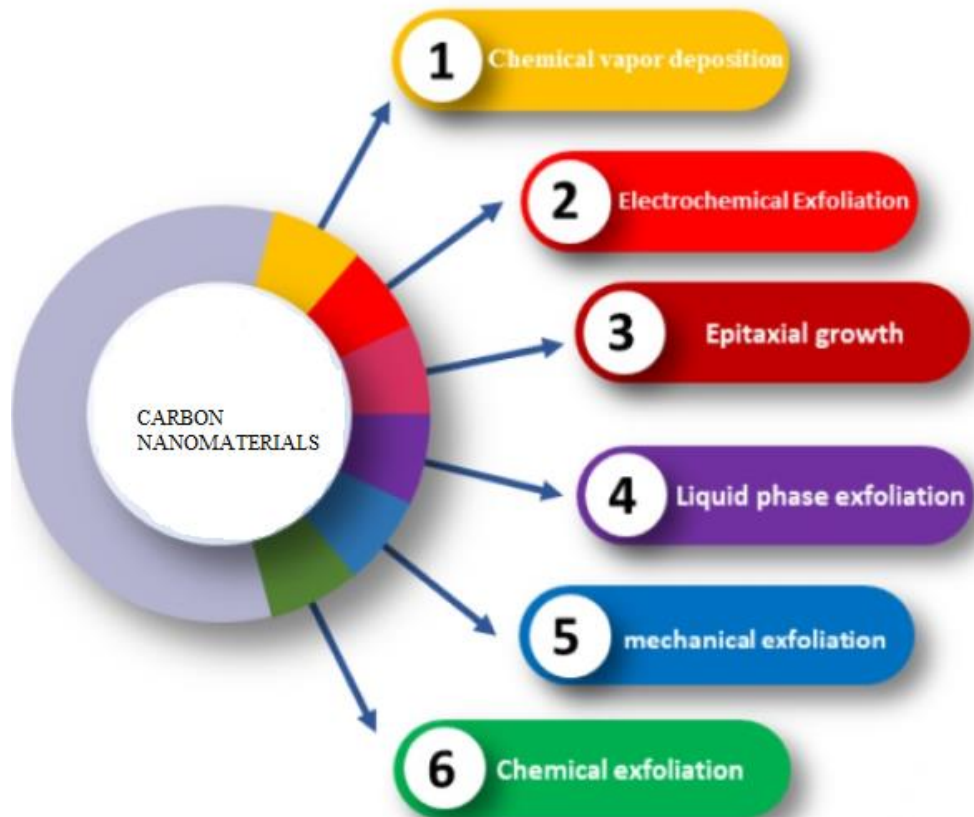 1 Chemical vapor deposition
2 Electrochemical Exfoliation
3 Epitaxial growth
CARBON
NANOMATERIALS
4 Liquid phase exfoliation
5 mechanical exfoliation
6 Chemical exfoliation